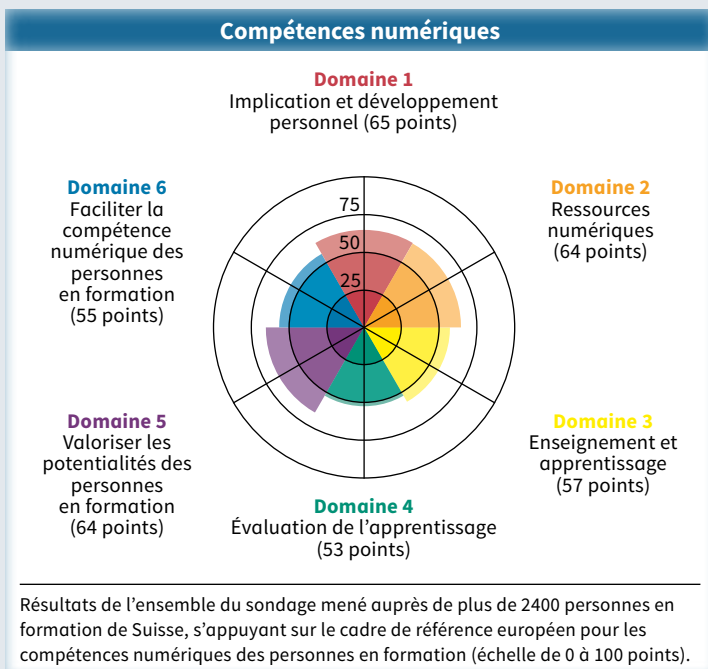 Compétences numériques
Domaine 1
Implication et développement
personnel (65 points)
Domaine 6
Faciliter la
compétence
numérique des
personnes
en formation
(55 points)
Domaine 2
Ressources
numériques
(64 points)
75
50
25
Domaine 5
Valoriser les
potentialités des
personnes
en formation
(64 points)
Domaine 3
Enseignement et
apprentissage
(57 points)
Domaine 4
Évaluation de l’apprentissage
(53 points)
Résultats de l’ensemble du sondage mené auprès de plus de 2400 personnes en
formation de Suisse, s’appuyant sur le cadre de référence européen pour les
compétences numériques des personnes en formation (échelle de 0 à 100 points).